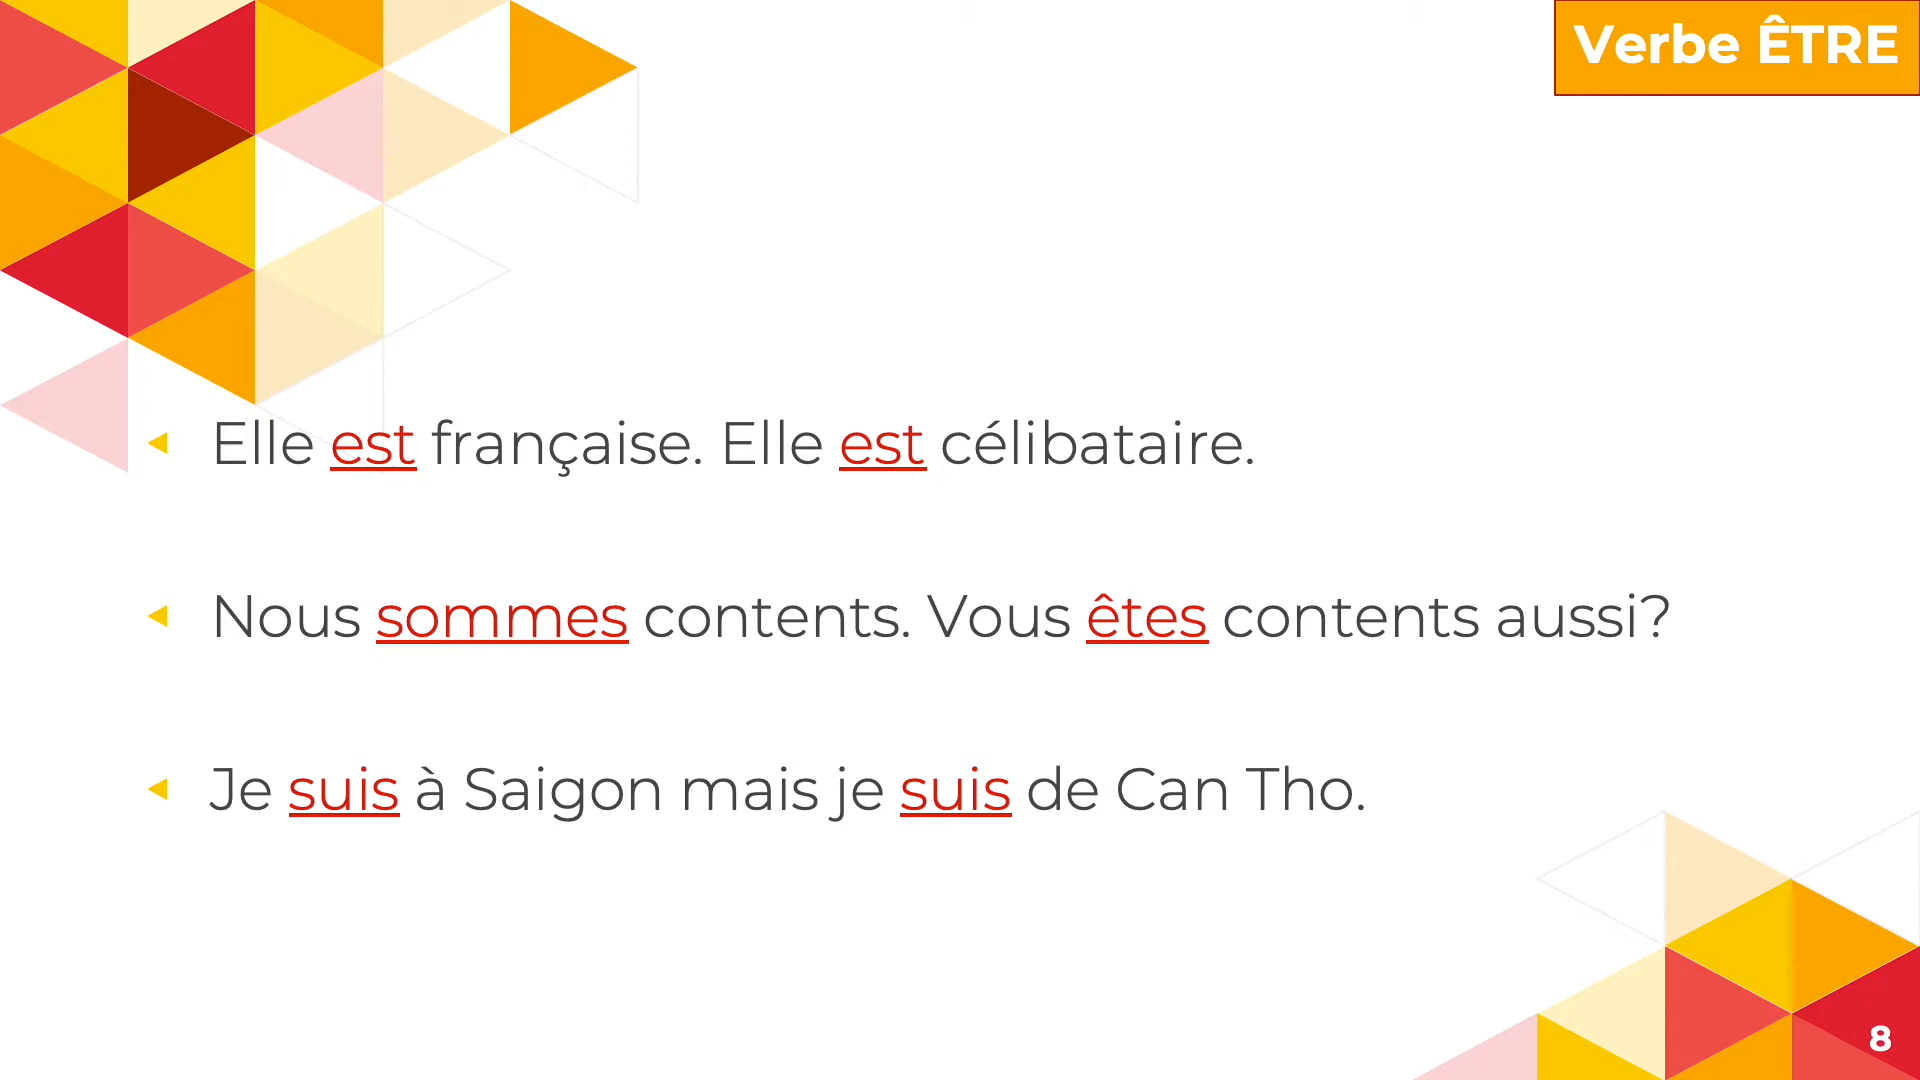 Verbe ÊTRE
Elle est française. Elle est célibataire.
Nous sommes contents. Vous êtes contents aussi?
Je suis à Saigon mais je suis de Can Tho.
8